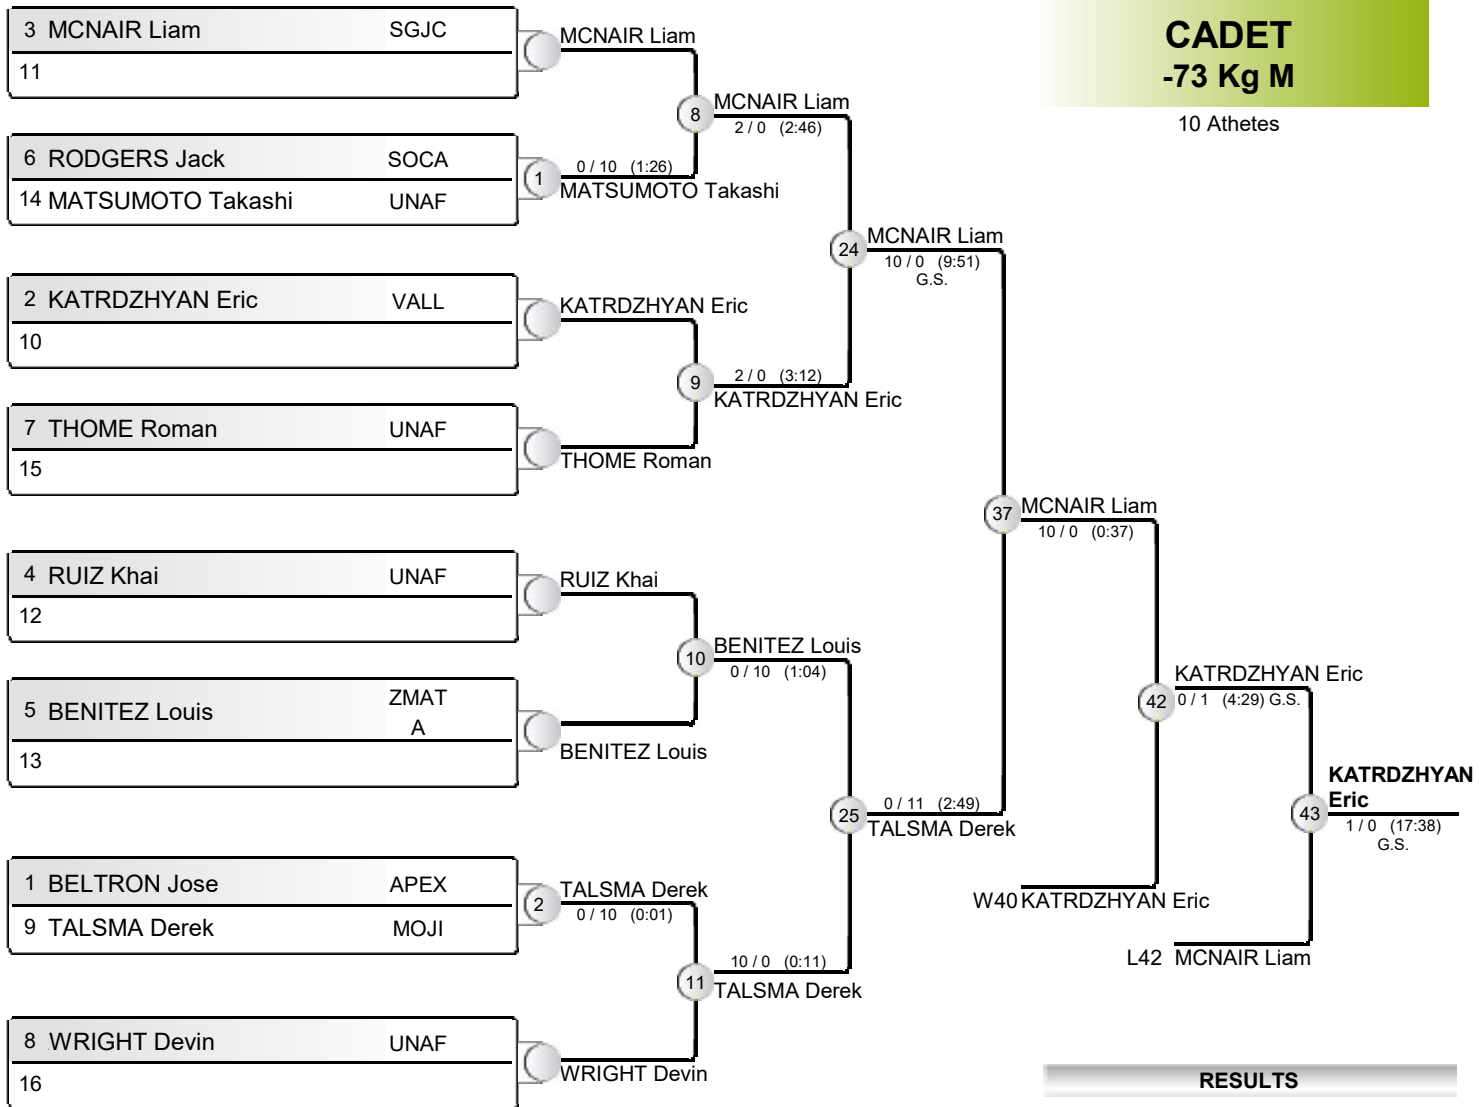 CADET
-73 Kg M
10 Athetes
3 MCNAIR Liam SGJC
11
6 RODGERS Jack SOCA
14 MATSUMOTO Takashi UNAF
2 KATRDZHYAN Eric VALL
10
7 THOME Roman UNAF
15
4 RUIZ Khai UNAF
12
5 BENITEZ Louis ZMAT
A
13
1 BELTRON Jose APEX
9 TALSMA Derek MOJI
8 WRIGHT Devin UNAF
16
MCNAIR Liam
1
0 / 10 (1:26)
MATSUMOTO Takashi
KATRDZHYAN Eric
THOME Roman
RUIZ Khai
BENITEZ Louis
2
TALSMA Derek
0 / 10 (0:01)
WRIGHT Devin
8
MCNAIR Liam
2 / 0 (2:46)
9
2 / 0 (3:12)
KATRDZHYAN Eric
10
BENITEZ Louis
0 / 10 (1:04)
11
10 / 0 (0:11)
TALSMA Derek
24
MCNAIR Liam
10 / 0 (9:51)
G.S.
25
0 / 11 (2:49)
TALSMA Derek
37
MCNAIR Liam
10 / 0 (0:37)
W40 KATRDZHYAN Eric
42
KATRDZHYAN Eric
0 / 1 (4:29) G.S.
L42 MCNAIR Liam
43
KATRDZHYAN
Eric
1 / 0 (17:38)
G.S.
RESULTS